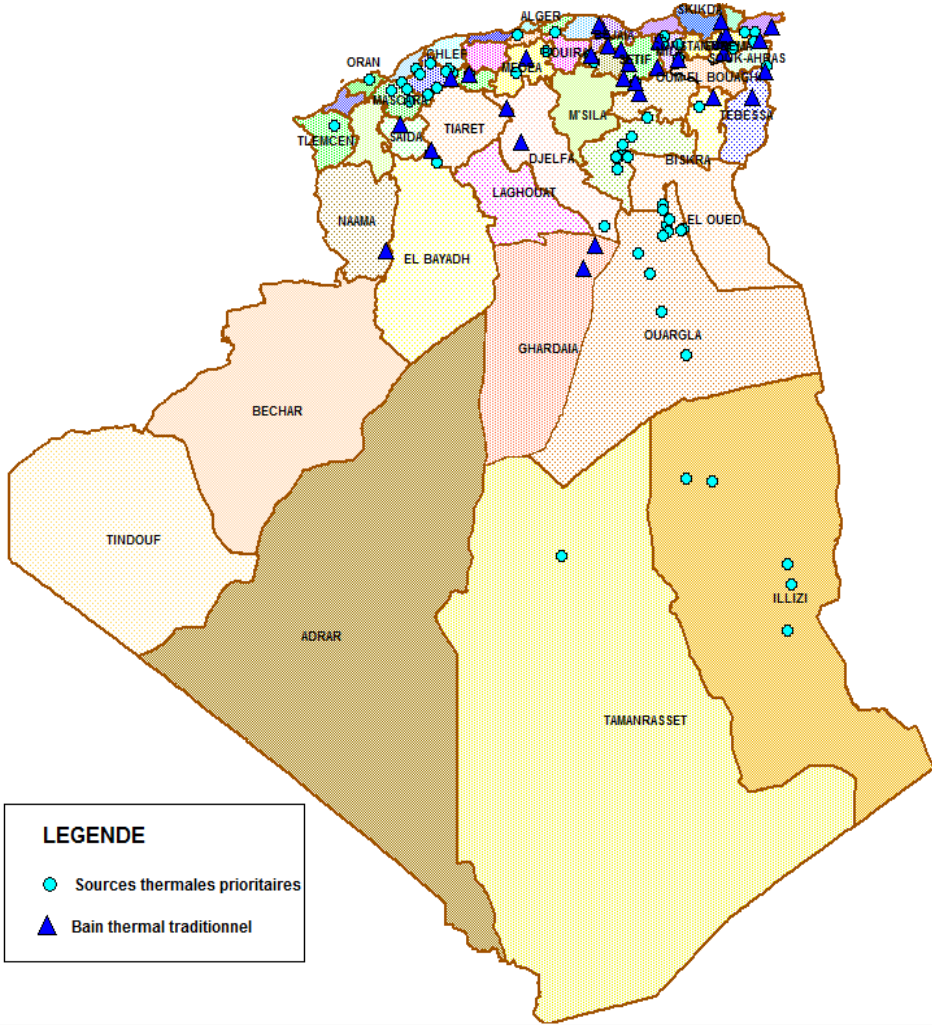 SKIKDA
ALGER
ORAN
CHLEF
BOUIRA
SETIF
MEDEA
SOUK-AHRAS
OUM-EL BOUAGHI
MASCARA
M'SILA
TEBESSA
TIARET
SAIDA
TLEMCEN
DJELFA
BISKRA
LAGHOUAT
NAAMA
EL OUED
EL BAYADH
OUARGLA
GHARDAIA
BECHAR
TINDOUF
ILLIZI
ADRAR
TAMANRASSET
LEGENDE
Sources thermales prioritaires
Bain thermal traditionnel